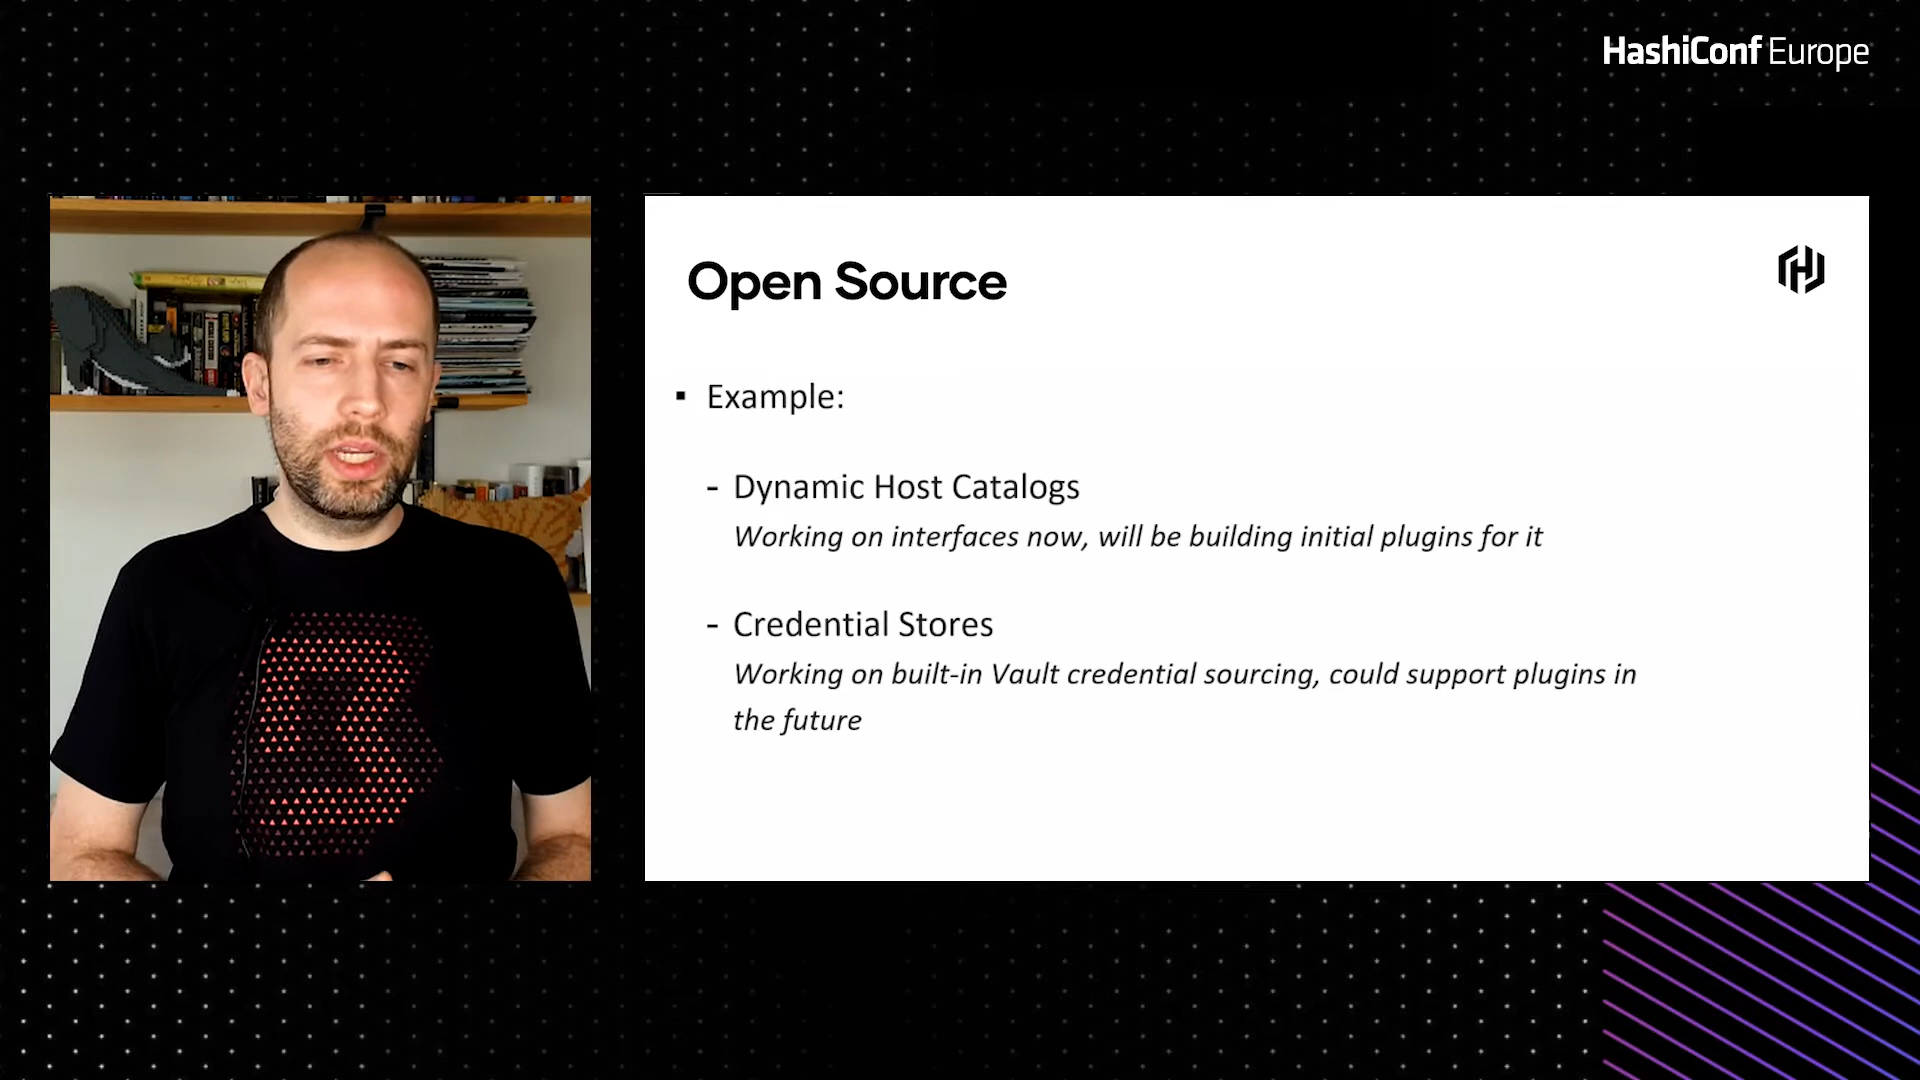 HashiConf Europe
Open Source
▪ Example:
- Dynamic Host Catalogs
Working on interfaces now, will be building initial plugins for it
- Credential Stores
Working on built-in Vault credential sourcing, could support plugins in
the future